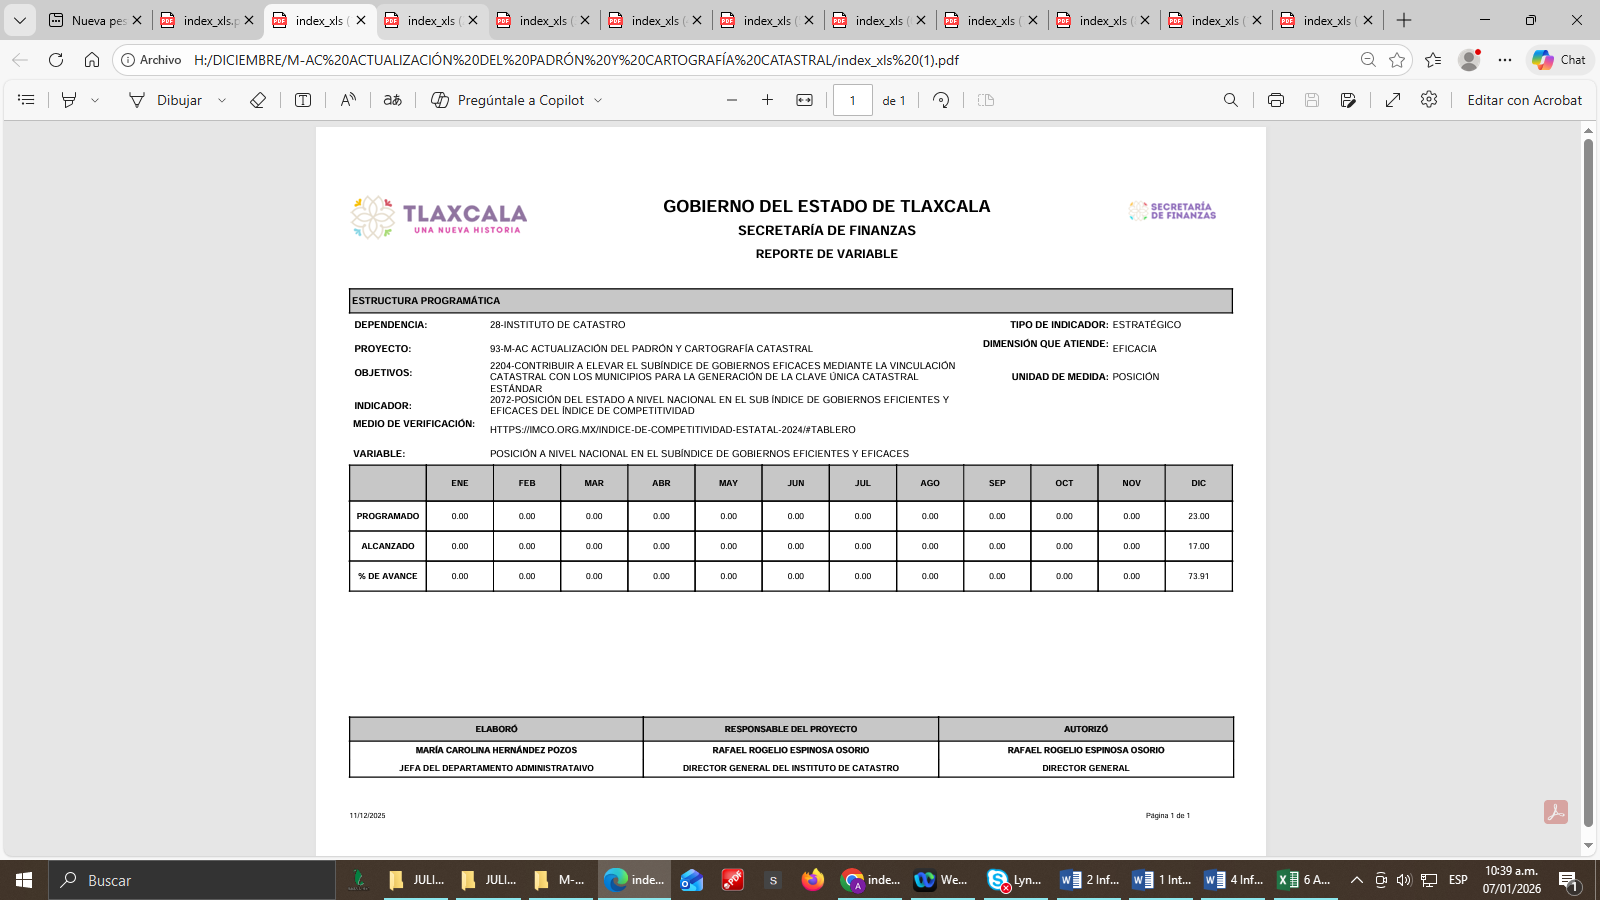 Nueva pes
index_xls.p
index_xls (
index_xls (
index_xls (
index_xls (
index_xls (
index_xls (
index_xls (
index_xls (
index_xls (
index_xls (
Archivo H:/DICIEMBRE/M-AC%20ACTUALIZACIÓN%20DEL%20PADRÓN%20Y%20CARTOGRAFÍA%20CATASTRAL/index_xls%20(1).pdf
Chat
Dibujar
Pregúntale a Copilot
1 de 1
Editar con Acrobat
TLAXCALA
UNA NUEVA HISTORIA
GOBIERNO DEL ESTADO DE TLAXCALA
SECRETARÍA DE FINANZAS
REPORTE DE VARIABLE
SECRETARÍA
DE FINANZAS
ESTRUCTURA PROGRAMÁTICA
DEPENDENCIA: 28-INSTITUTO DE CATASTRO TIPO DE INDICADOR: ESTRATÉGICO
PROYECTO: 93-M-AC ACTUALIZACIÓN DEL PADRÓN Y CARTOGRAFÍA CATASTRAL DIMENSIÓN QUE ATIENDE: EFICACIA
OBJETIVOS: 2204-CONTRIBUIR A ELEVAR EL SUBÍNDICE DE GOBIERNOS EFICACES MEDIANTE LA VINCULACIÓN
CATASTRAL CON LOS MUNICIPIOS PARA LA GENERACIÓN DE LA CLAVE ÚNICA CATASTRAL
ESTÁNDAR
UNIDAD DE MEDIDA: POSICIÓN
INDICADOR: 2072-POSICIÓN DEL ESTADO A NIVEL NACIONAL EN EL SUB ÍNDICE DE GOBIERNOS EFICIENTES Y
EFICACES DEL ÍNDICE DE COMPETITIVIDAD
MEDIO DE VERIFICACIÓN: HTTPS://IMCO.ORG.MX/INDICE-DE-COMPETITIVIDAD-ESTATAL-2024/#TABLERO
VARIABLE: POSICIÓN A NIVEL NACIONAL EN EL SUBÍNDICE DE GOBIERNOS EFICIENTES Y EFICACES
ENE FEB MAR ABR MAY JUN JUL AGO SEP OCT NOV DIC
PROGRAMADO 0.00 0.00 0.00 0.00 0.00 0.00 0.00 0.00 0.00 0.00 0.00 23.00
ALCANZADO 0.00 0.00 0.00 0.00 0.00 0.00 0.00 0.00 0.00 0.00 0.00 17.00
% DE AVANCE 0.00 0.00 0.00 0.00 0.00 0.00 0.00 0.00 0.00 0.00 0.00 73.91
ELABORÓ RESPONSABLE DEL PROYECTO AUTORIZÓ
MARÍA CAROLINA HERNÁNDEZ POZOS RAFAEL ROGELIO ESPINOSA OSORIO RAFAEL ROGELIO ESPINOSA OSORIO
JEFA DEL DEPARTAMENTO ADMINISTRATAIVO DIRECTOR GENERAL DEL INSTITUTO DE CATASTRO DIRECTOR GENERAL
11/12/2025 Página 1 de 1
Buscar
JULI...
JULI...
M-...
inde...
inde...
We...
Lyn...
2 Inf...
1 Int...
4 Inf...
6 A...
ESP
10:39 a.m.
07/01/2026
1